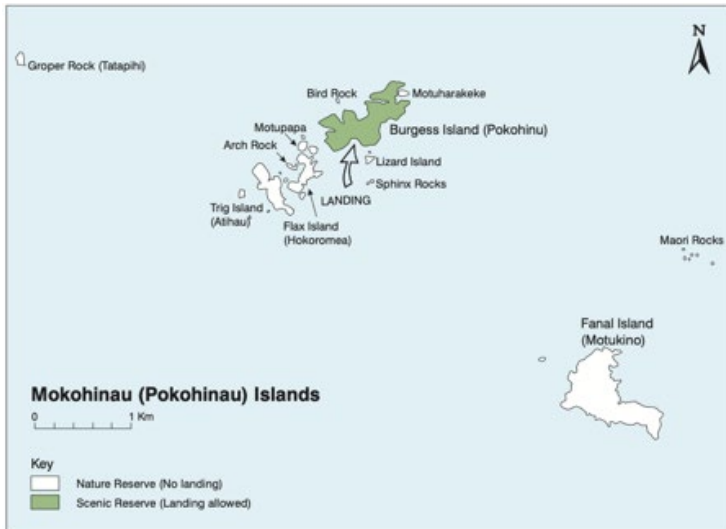 N
Groper Rock (Tatapihi)
Bird Rock
Motuharakeke
Motupapa
Burgess Island (Pokohinu)
Arch Rock
Lizard Island
Sphinx Rocks
LANDING
Trig Island
(Atihau)
Flax Island
(Hokoromea)
Maori Rocks
Fanal Island
(Motukino)
Mokohinau (Pokohinau) Islands
0 1 Km
Key
Nature Reserve (No landing)
Scenic Reserve (Landing allowed)